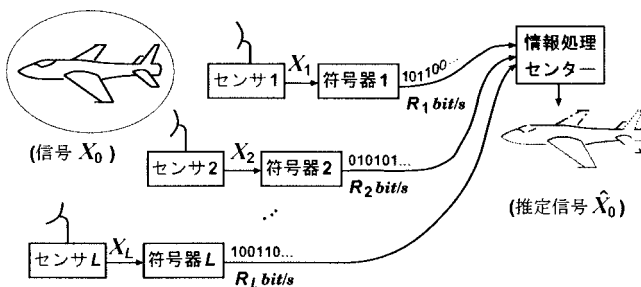 (信号 X₀ )
センサ1
X₁
符号器1
101100...
R₁ bit/s
情報処理
センター
センサ2
X₂
符号器2
010101...
R₂ bit/s
(推定信号 X̂₀)
...
センサL
X_L
符号器L
100110...
R_L bit/s